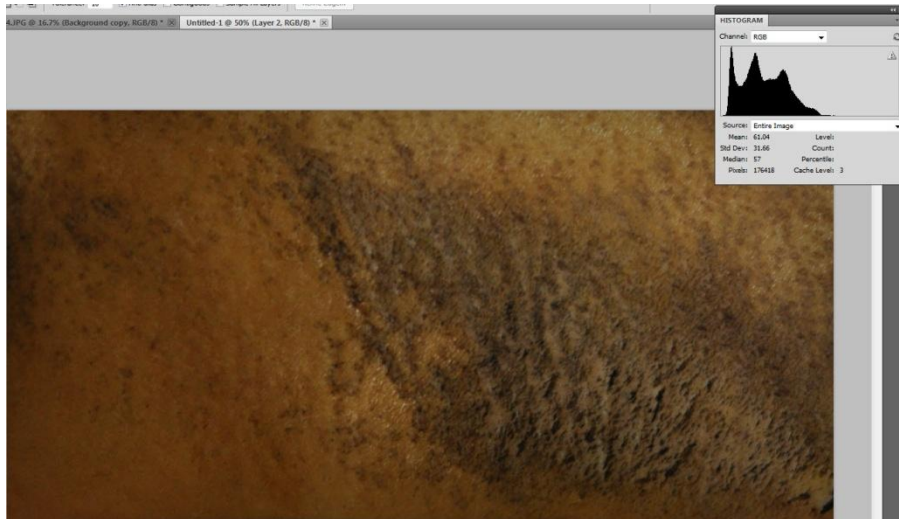 Tolerance:
4.JPG @ 16.7% (Background copy, RGB/8) * Untitled-1 @ 50% (Layer 2, RGB/8) *
HISTOGRAM
Channel: RGB
Source: Entire Image
Mean: 61.04 Level:
Std Dev: 31.66 Count:
Median: 57 Percentile:
Pixels: 176418 Cache Level: 3